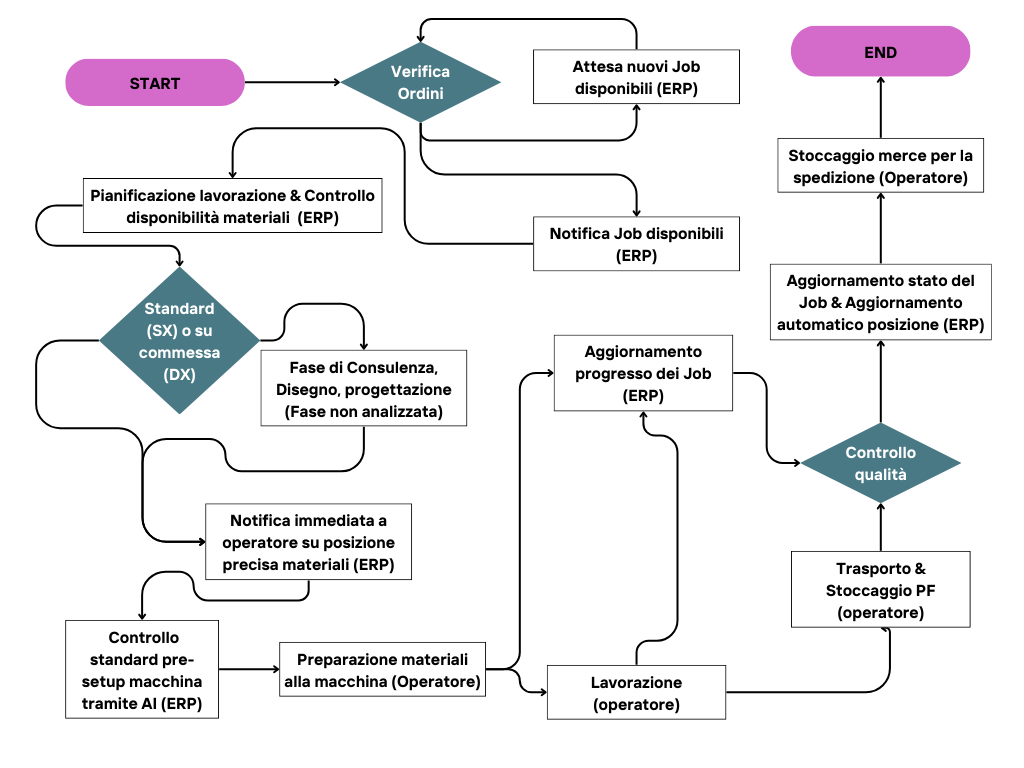 START
Verifica
Ordini
Attesa nuovi Job
disponibili (ERP)
END
Stoccaggio merce per la
spedizione (Operatore)
Pianificazione lavorazione & Controllo
disponibilità materiali (ERP)
Notifica Job disponibili
(ERP)
Aggiornamento stato del
Job & Aggiornamento
automatico posizione (ERP)
Standard
(SX) o su
commessa
(DX)
Fase di Consulenza,
Disegno, progettazione
(Fase non analizzata)
Aggiornamento
progresso dei Job
(ERP)
Controllo
qualità
Notifica immediata a
operatore su posizione
precisa materiali (ERP)
Trasporto &
Stoccaggio PF
(operatore)
Controllo
standard pre-
setup macchina
tramite AI (ERP)
Preparazione materiali
alla macchina (Operatore)
Lavorazione
(operatore)